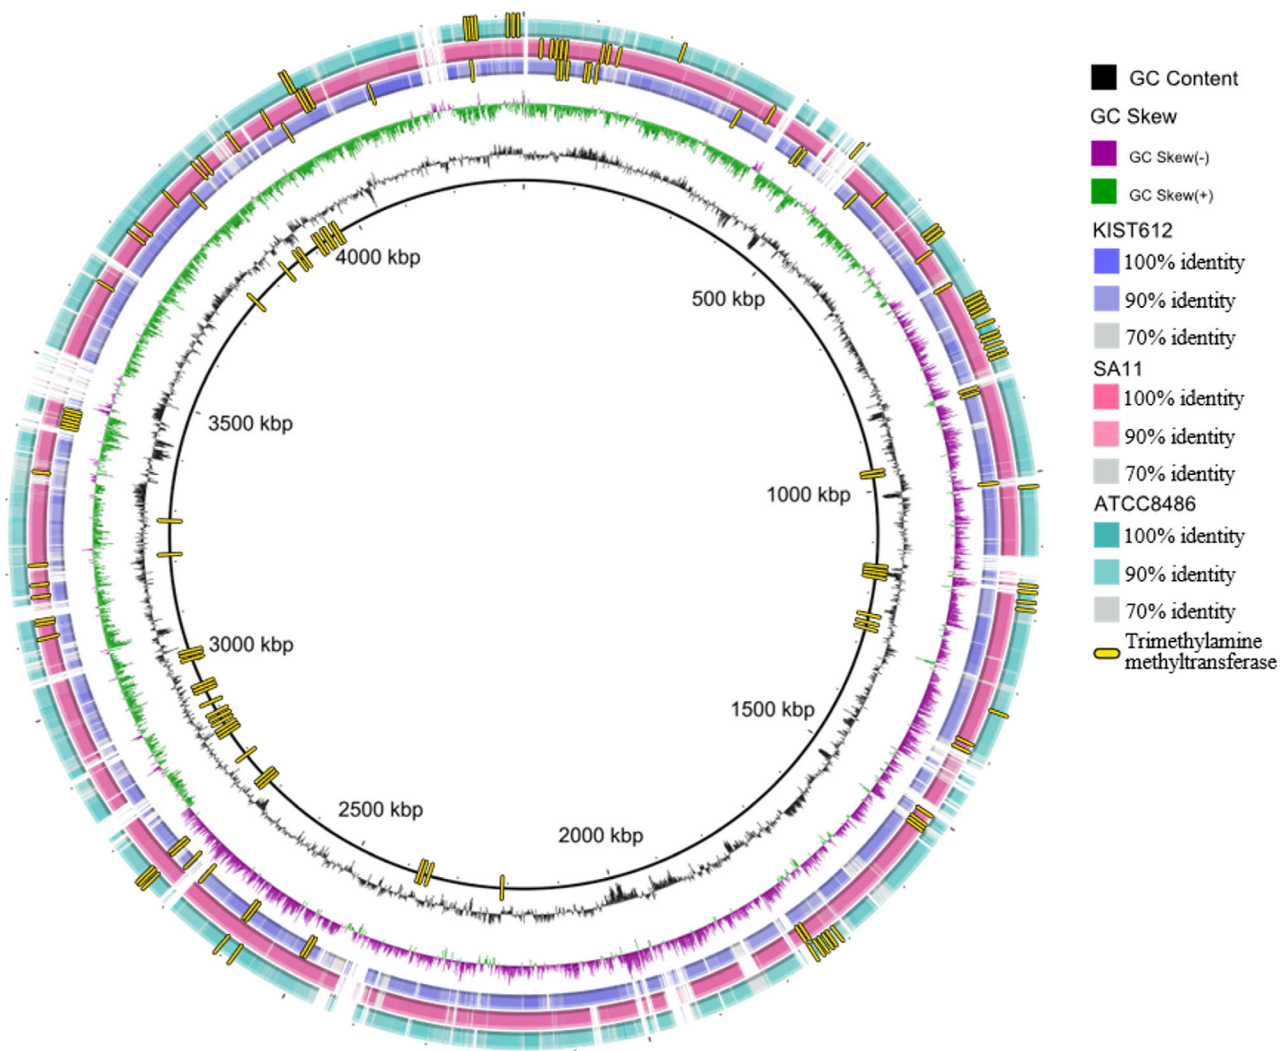 GC Content
GC Skew
GC Skew(-)
GC Skew(+)
KIST612
100% identity
90% identity
70% identity
SA11
100% identity
90% identity
70% identity
ATCC8486
100% identity
90% identity
70% identity
Trimethylamine
methyltransferase
4000 kbp
500 kbp
3500 kbp
1000 kbp
3000 kbp
1500 kbp
2500 kbp
2000 kbp